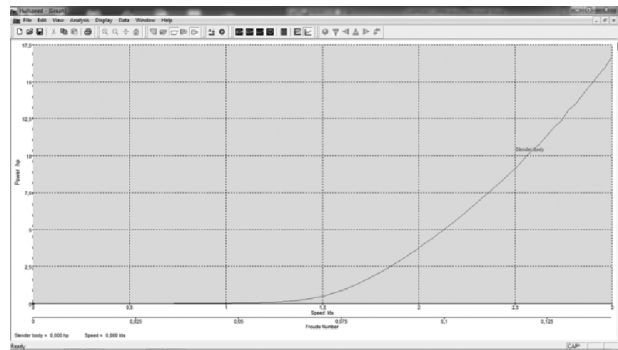 Hullspeed - [Graph]
File Edit View Analysis Display Data Window Help
17,5
15
12,5
10
7,5
5
2,5
Power hp
Slender body
0 0,5 1 1,5 2 2,5 3
Speed kts
0 0,025 0,05 0,075 0,1 0,125
Froude Number
Slender body = 0,000 hp Speed = 0,000 kts
Ready
CAP